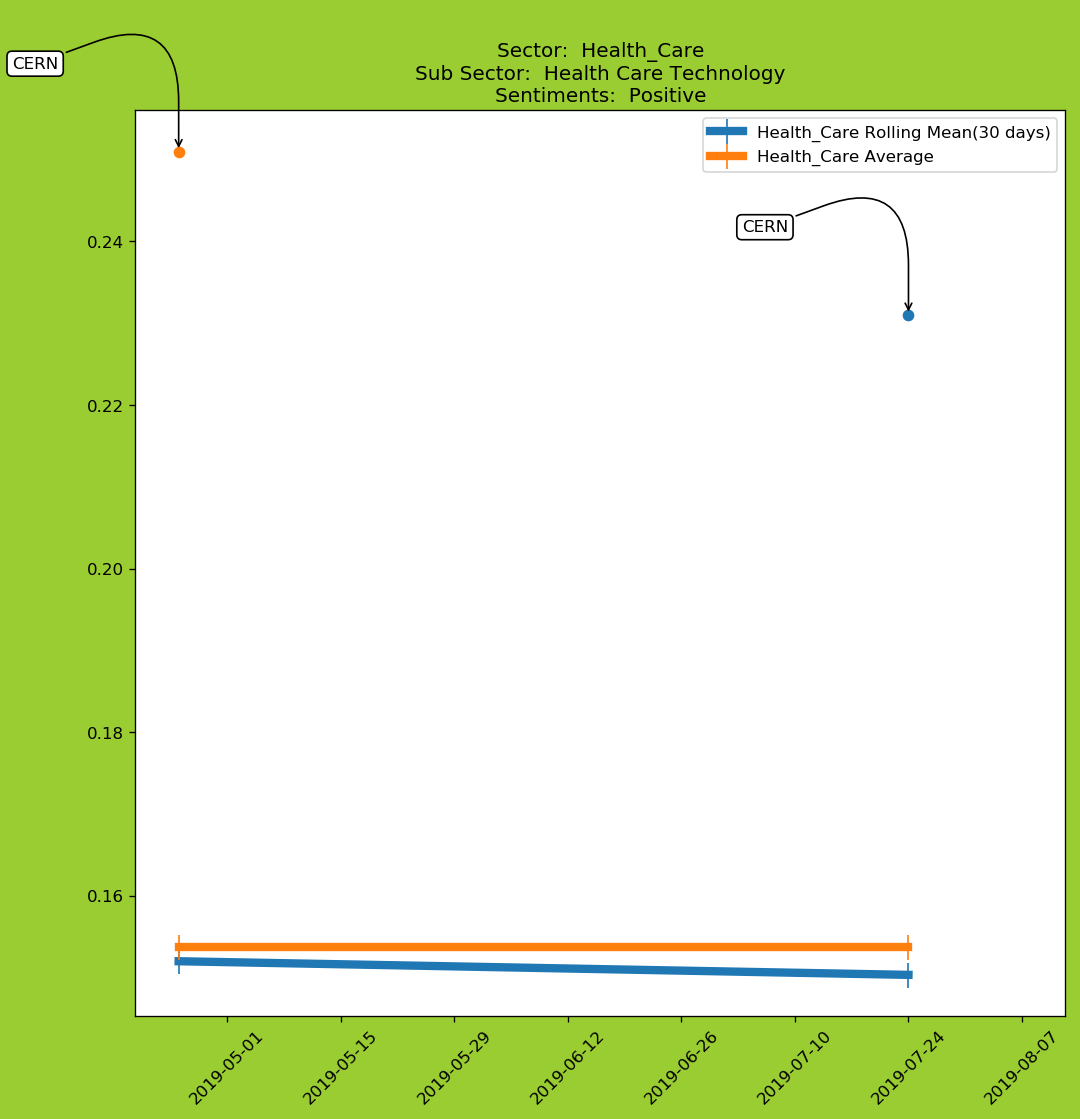 CERN
Sector:  Health_Care
Sub Sector:  Health Care Technology
Sentiments:  Positive
Health_Care Rolling Mean(30 days)
Health_Care Average
CERN
0.24
0.22
0.20
0.18
0.16
2019-05-01
2019-05-15
2019-05-29
2019-06-12
2019-06-26
2019-07-10
2019-07-24
2019-08-07